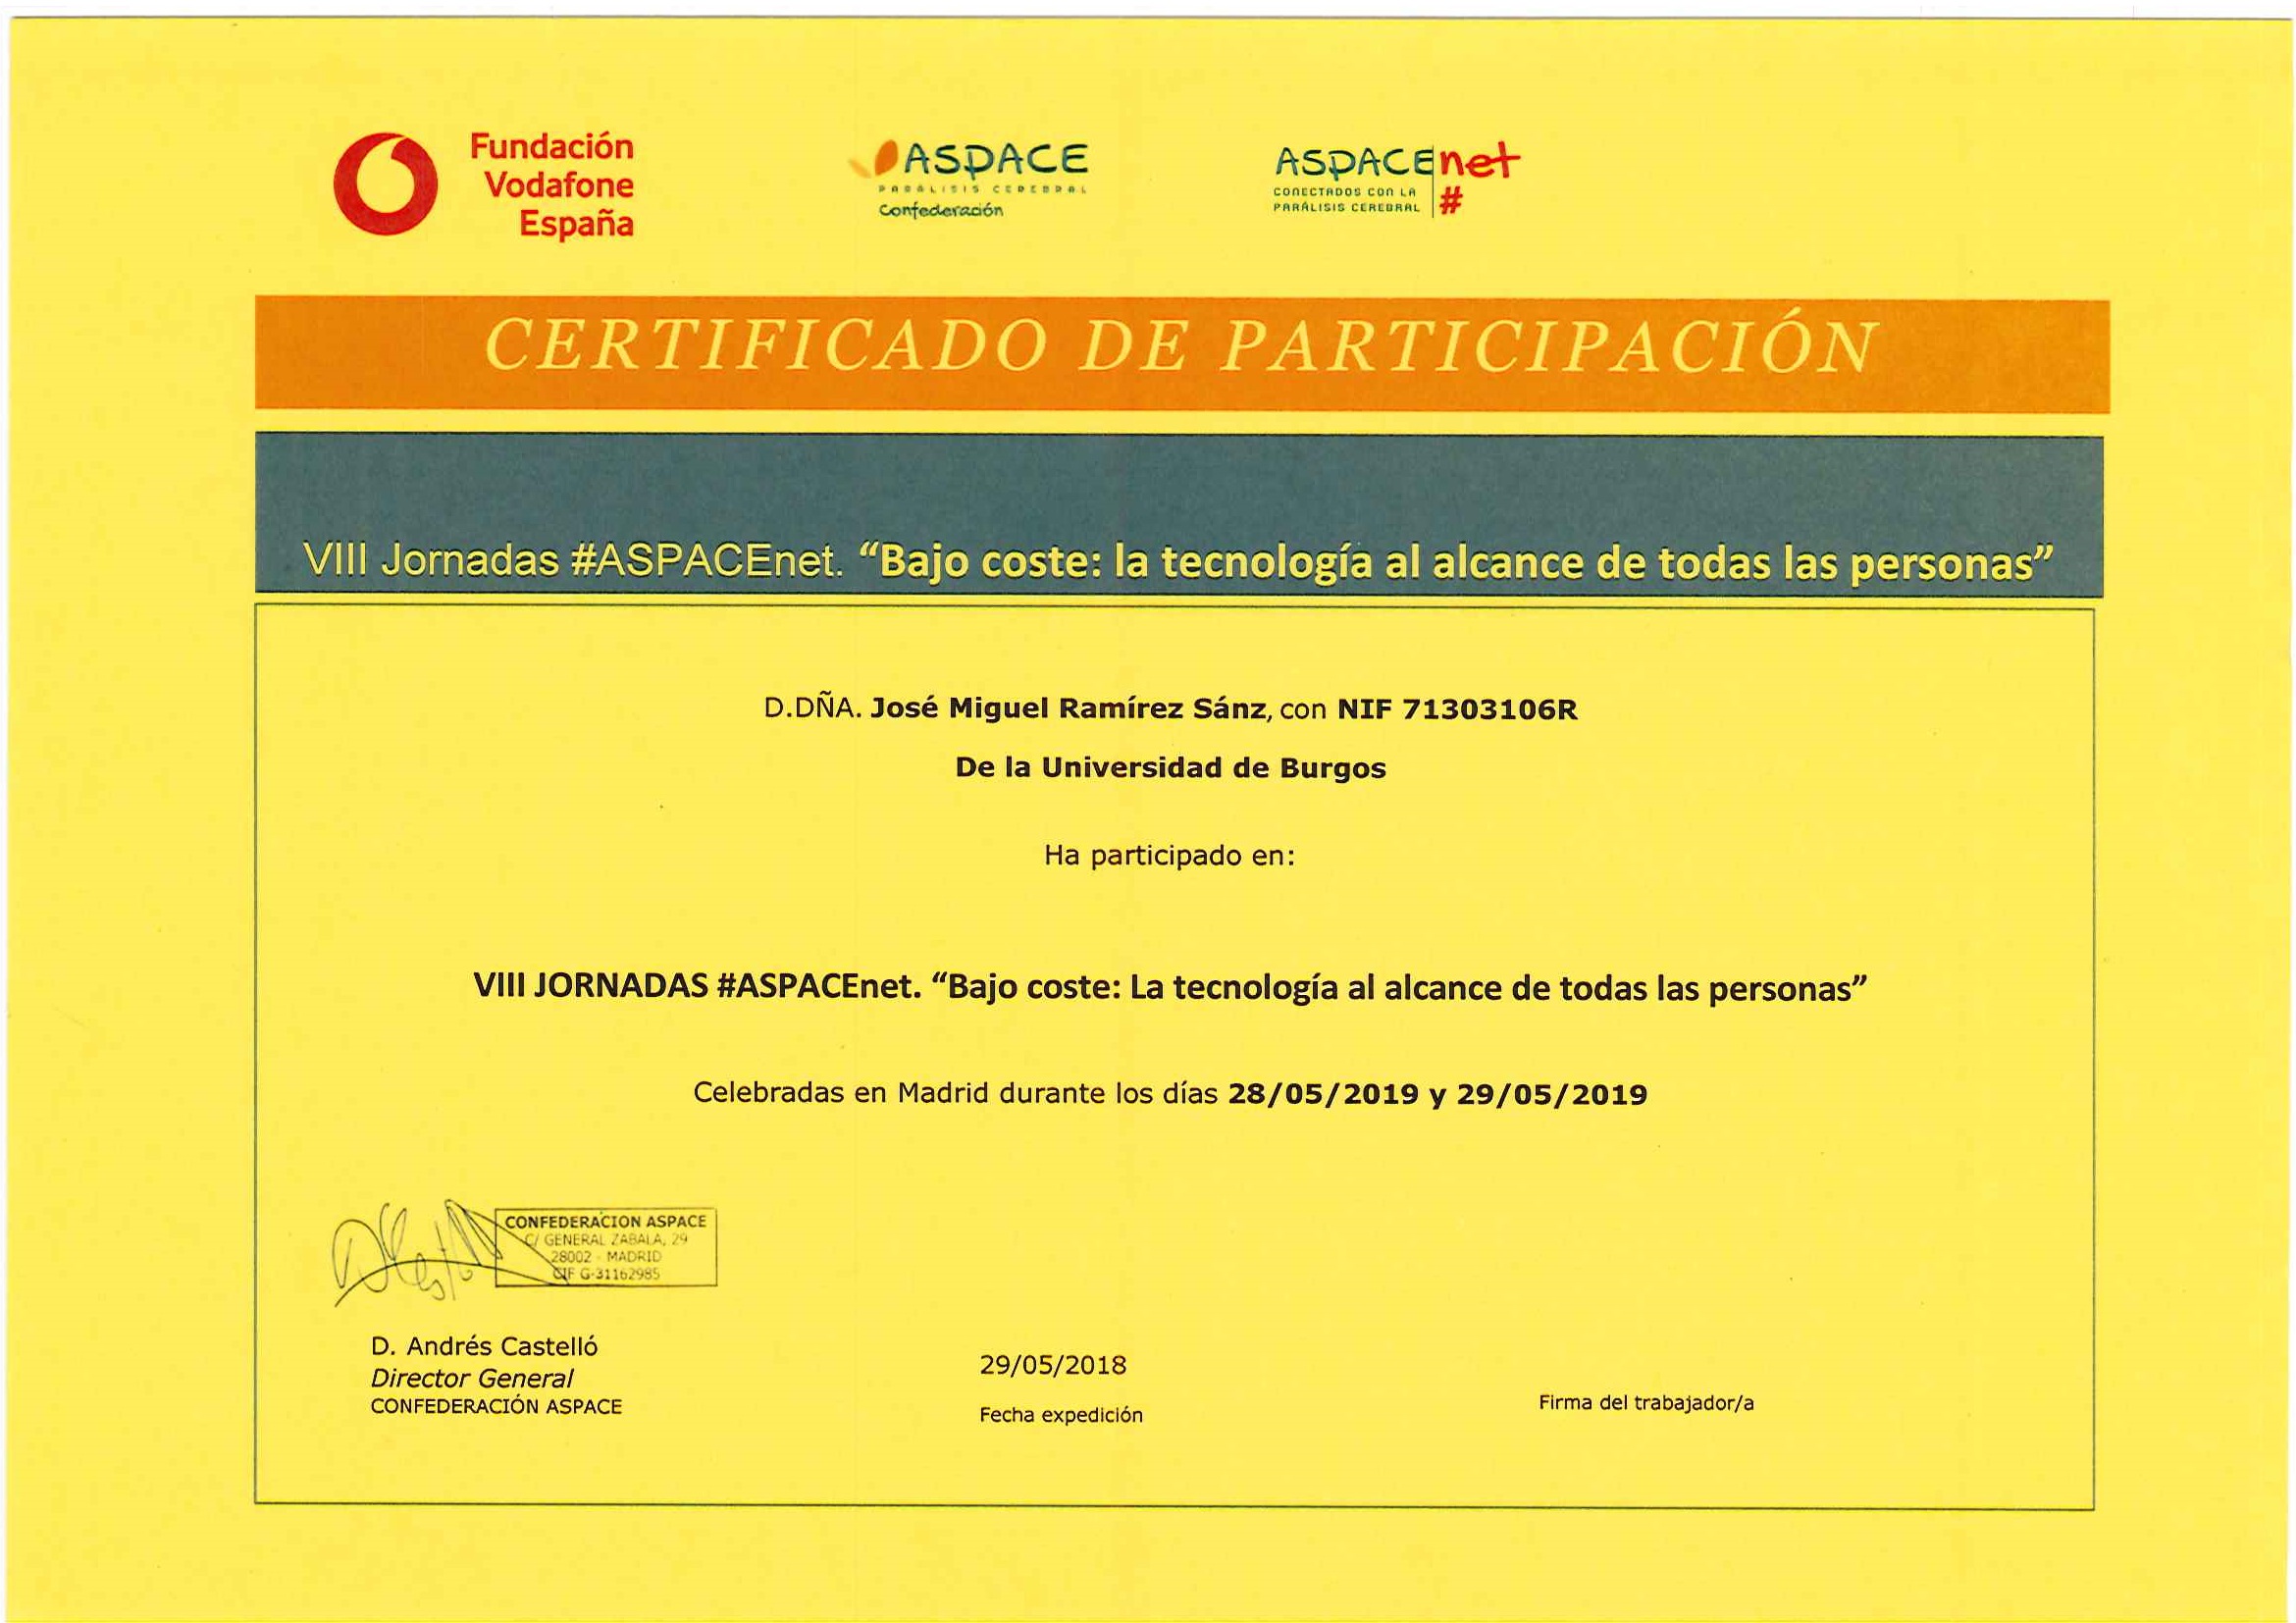 Fundación
Vodafone
España
ASPACE
PARÁLISIS CEREBRAL
Confederación
ASPACEnet
CONECTADOS CON LA
PARÁLISIS CEREBRAL
#
CERTIFICADO DE PARTICIPACIÓN
VIII Jornadas #ASPACEnet. “Bajo coste: la tecnología al alcance de todas las personas”
D.DÑA. José Miguel Ramírez Sánz, con NIF 71303106R
De la Universidad de Burgos
Ha participado en:
VIII JORNADAS #ASPACEnet. “Bajo coste: La tecnología al alcance de todas las personas”
Celebradas en Madrid durante los días 28/05/2019 y 29/05/2019
CONFEDERACION ASPACE
C/ GENERAL ZABALA, 29
28002 - MADRID
CIF G-31162985
D. Andrés Castelló
Director General
CONFEDERACIÓN ASPACE
29/05/2018
Fecha expedición
Firma del trabajador/a